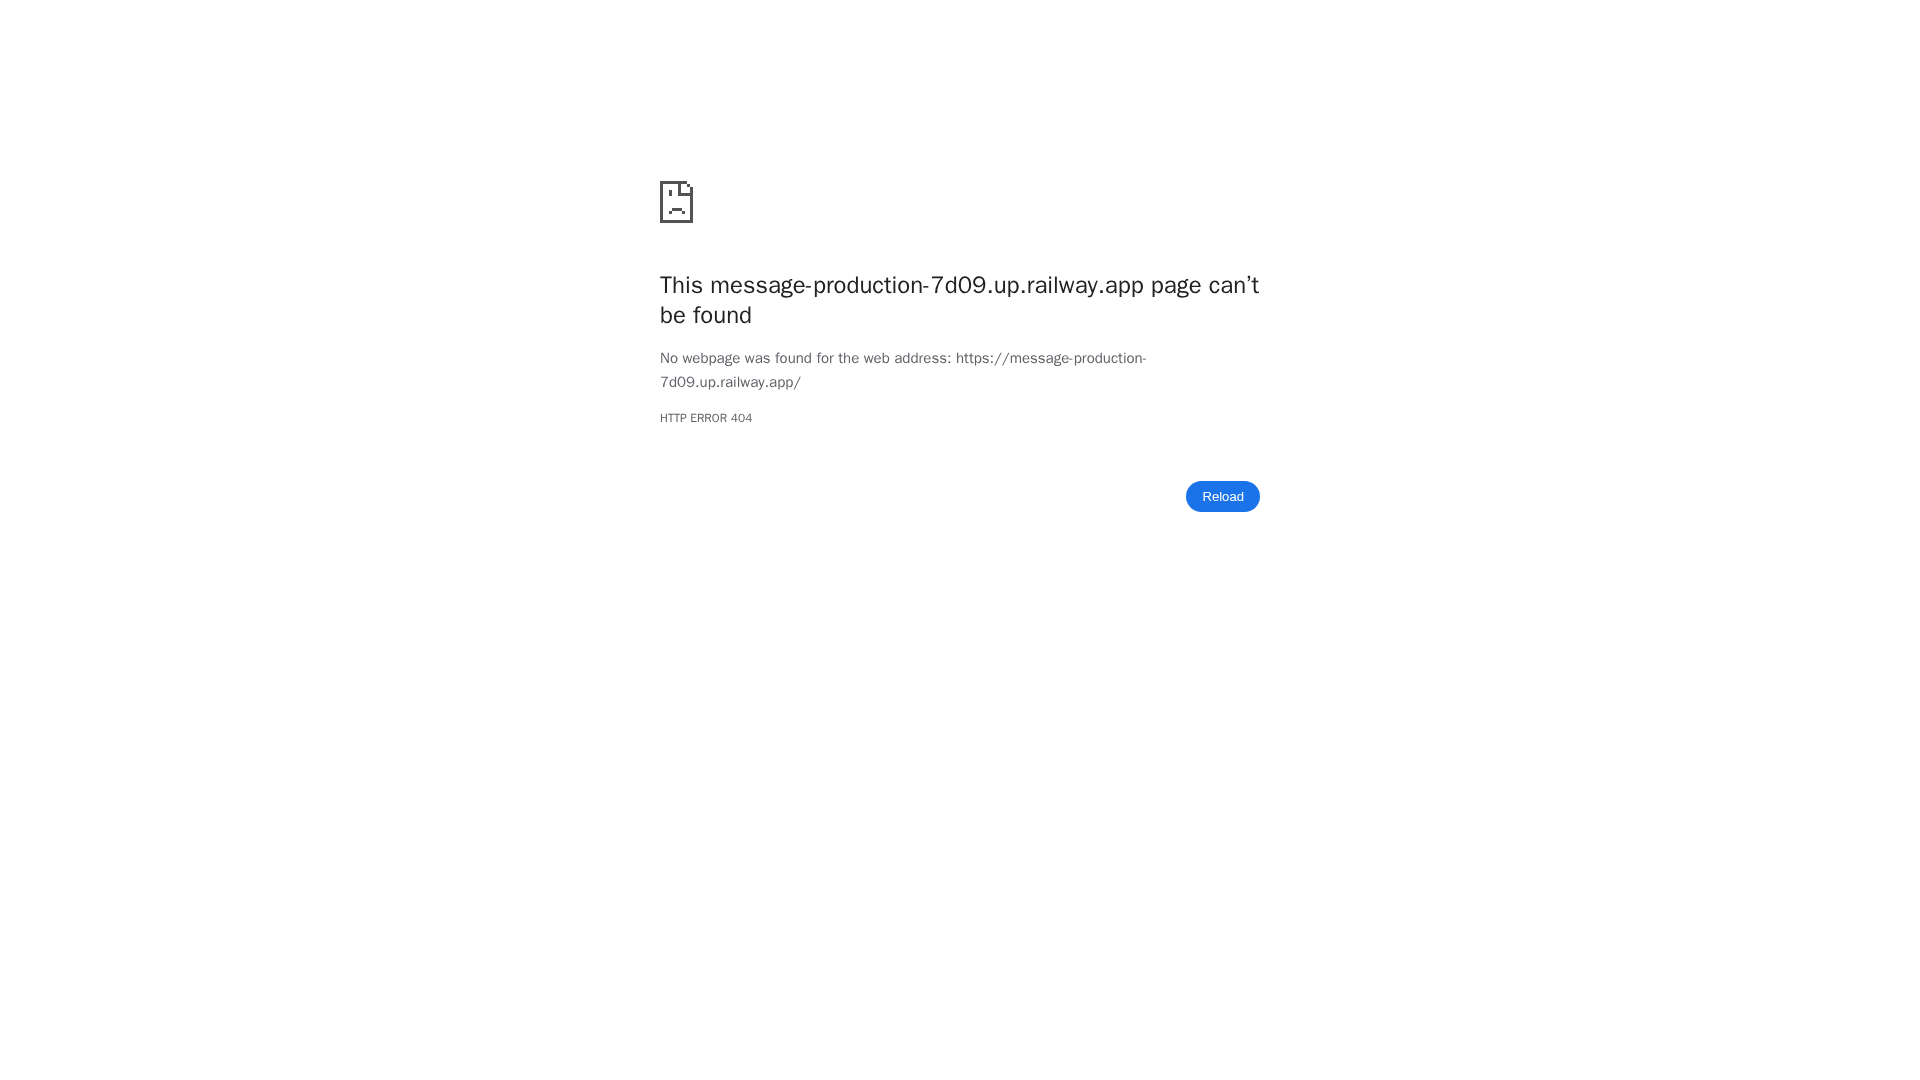 This message-production-7d09.up.railway.app page can’t
be found
No webpage was found for the web address: https://message-production-
7d09.up.railway.app/
HTTP ERROR 404
Reload